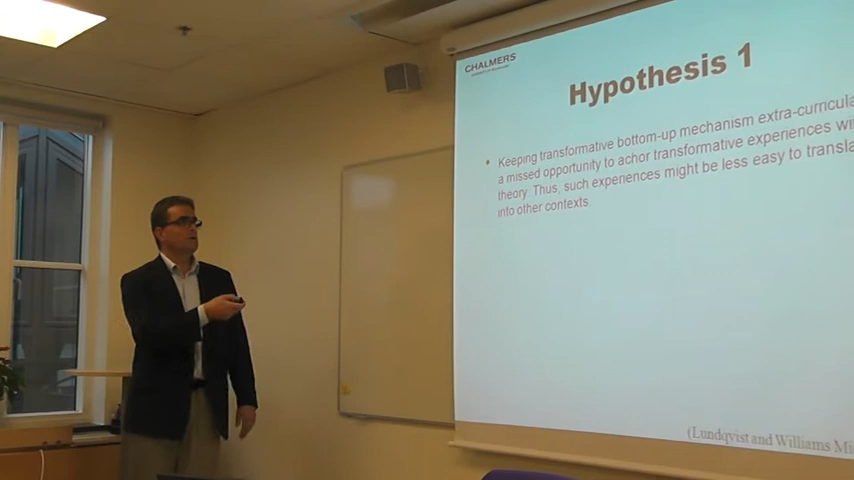 CHALMERS
Hypothesis 1
• Keeping transformative bottom-up mechanism extra-curricula
a missed opportunity to achor transformative experiences wi
theory. Thus, such experiences might be less easy to transla
into other contexts
(Lundqvist and Williams Mi